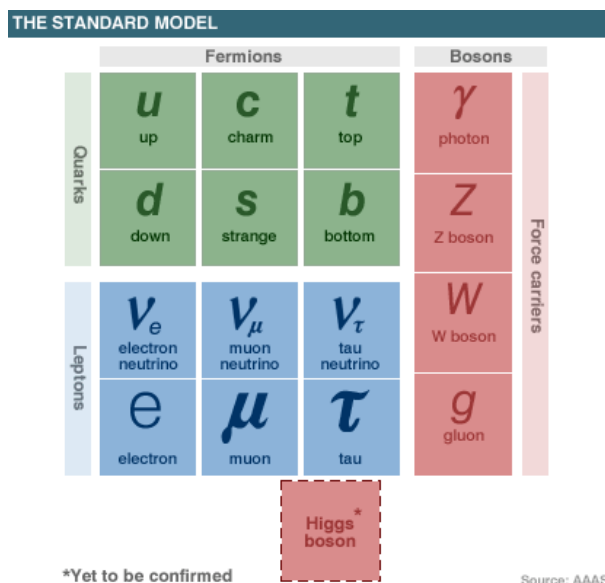 THE STANDARD MODEL
Fermions
Bosons
Quarks
u
up
c
charm
t
top
γ
photon
d
down
s
strange
b
bottom
Z
Z boson
Force carriers
Leptons
νe
electron
neutrino
νμ
muon
neutrino
ντ
tau
neutrino
W
W boson
e
electron
μ
muon
τ
tau
g
gluon
Higgs*
boson
*Yet to be confirmed
Source: AAAS